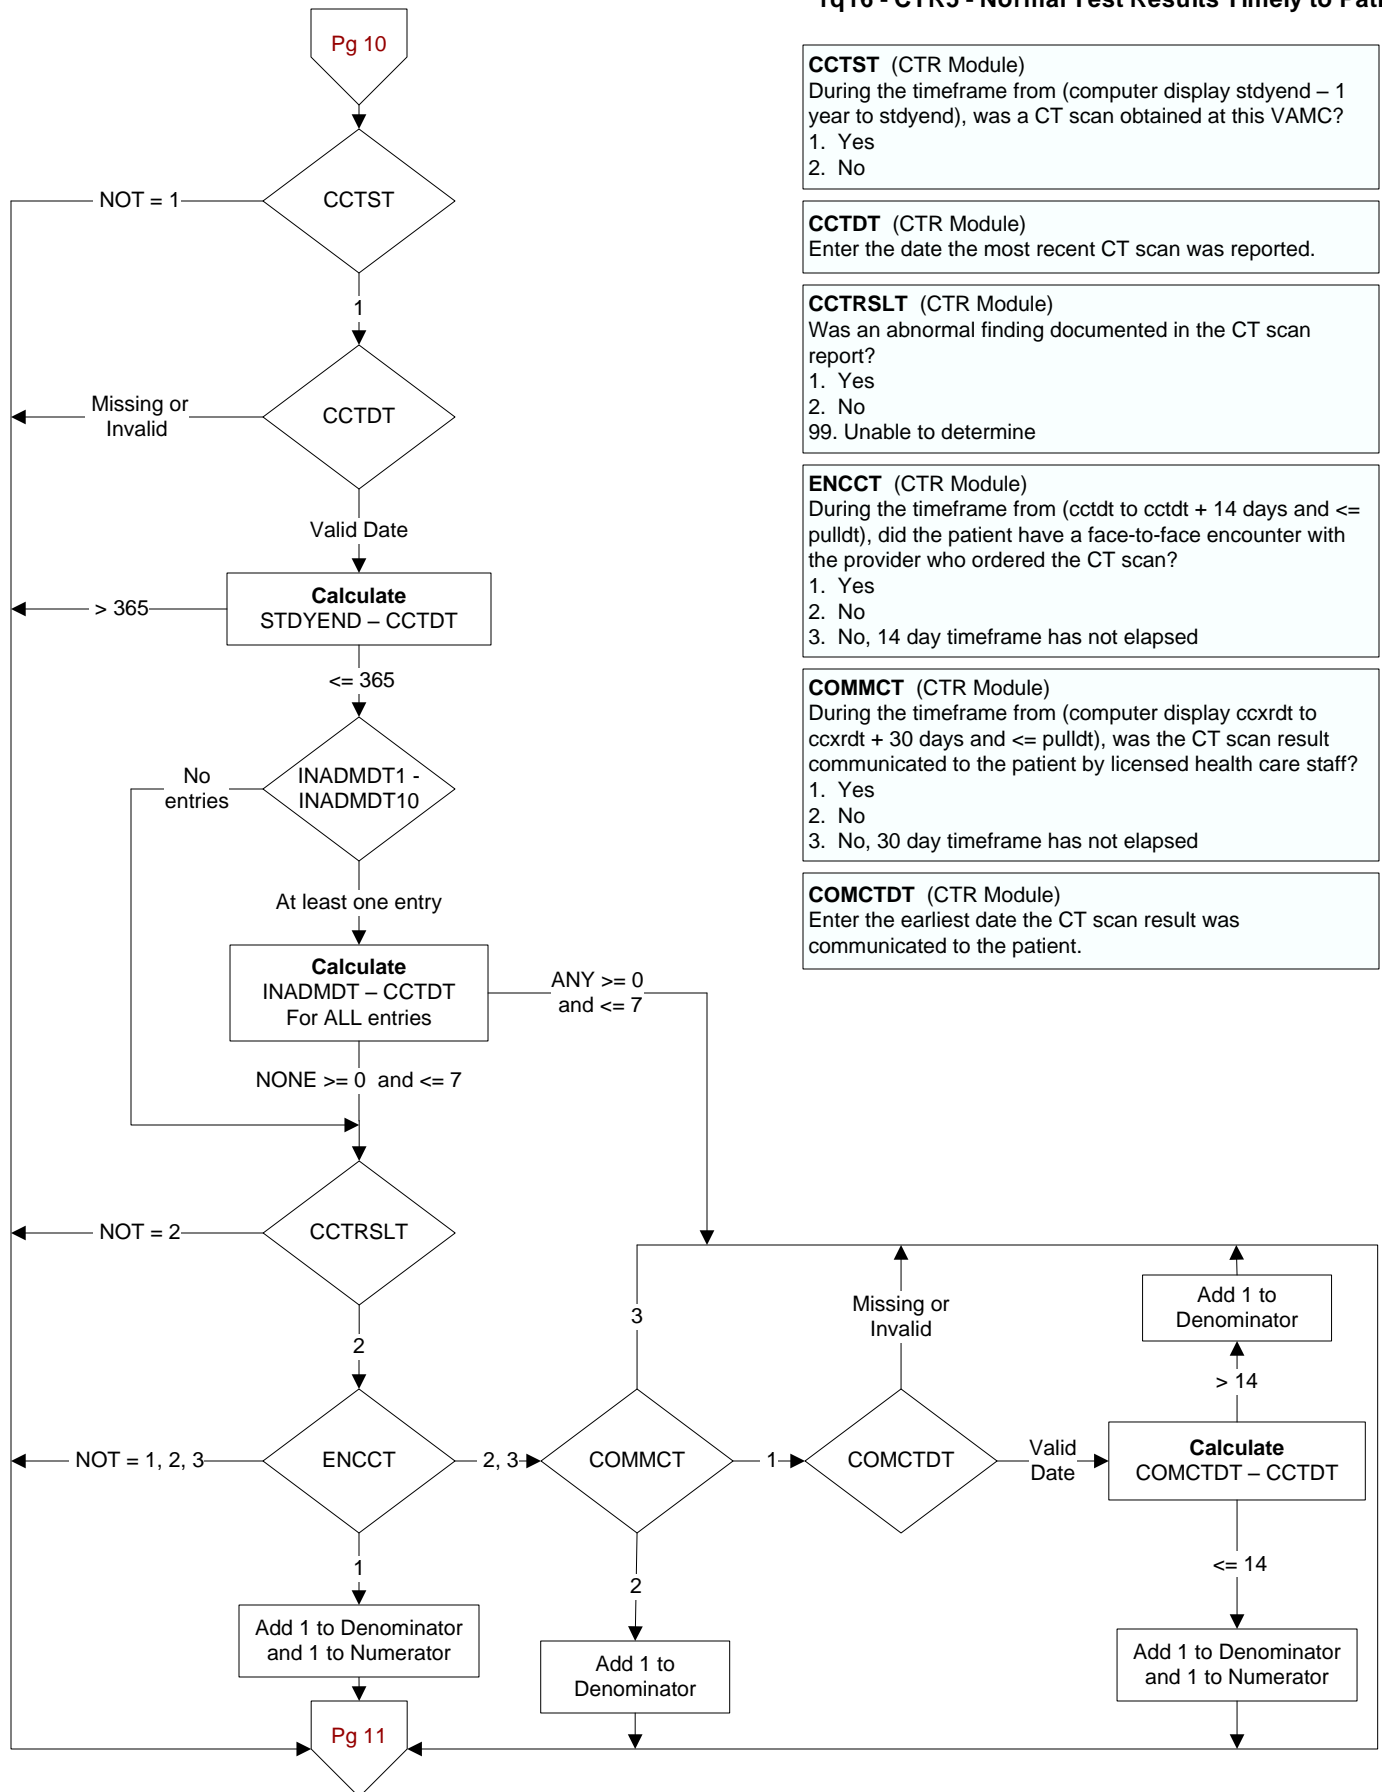 1q16 - CTR5 - Normal Test Results Timely to Pati
Pg 10
CCTST (CTR Module)
During the timeframe from (computer display stdyend – 1
year to stdyend), was a CT scan obtained at this VAMC?
1. Yes
2. No
CCTDT (CTR Module)
Enter the date the most recent CT scan was reported.
CCTRSLT (CTR Module)
Was an abnormal finding documented in the CT scan
report?
1. Yes
2. No
99. Unable to determine
ENCCT (CTR Module)
During the timeframe from (cctdt to cctdt + 14 days and <=
pulldt), did the patient have a face-to-face encounter with
the provider who ordered the CT scan?
1. Yes
2. No
3. No, 14 day timeframe has not elapsed
COMMCT (CTR Module)
During the timeframe from (computer display ccxrdt to
ccxrdt + 30 days and <= pulldt), was the CT scan result
communicated to the patient by licensed health care staff?
1. Yes
2. No
3. No, 30 day timeframe has not elapsed
COMCTDT (CTR Module)
Enter the earliest date the CT scan result was
communicated to the patient.
CCTST
NOT = 1
1
CCTDT
Missing or
Invalid
Valid Date
Calculate
STDYEND – CCTDT
> 365
<= 365
INADMDT1 -
INADMDT10
No
entries
At least one entry
Calculate
INADMDT – CCTDT
For ALL entries
ANY >= 0
and <= 7
NONE >= 0 and <= 7
CCTRSLT
NOT = 2
2
ENCCT
NOT = 1, 2, 3
2, 3
1
Add 1 to Denominator
and 1 to Numerator
COMMCT
3
1
2
Add 1 to
Denominator
COMCTDT
Missing or
Invalid
Valid
Date
Calculate
COMCTDT – CCTDT
> 14
Add 1 to
Denominator
<= 14
Add 1 to Denominator
and 1 to Numerator
Pg 11